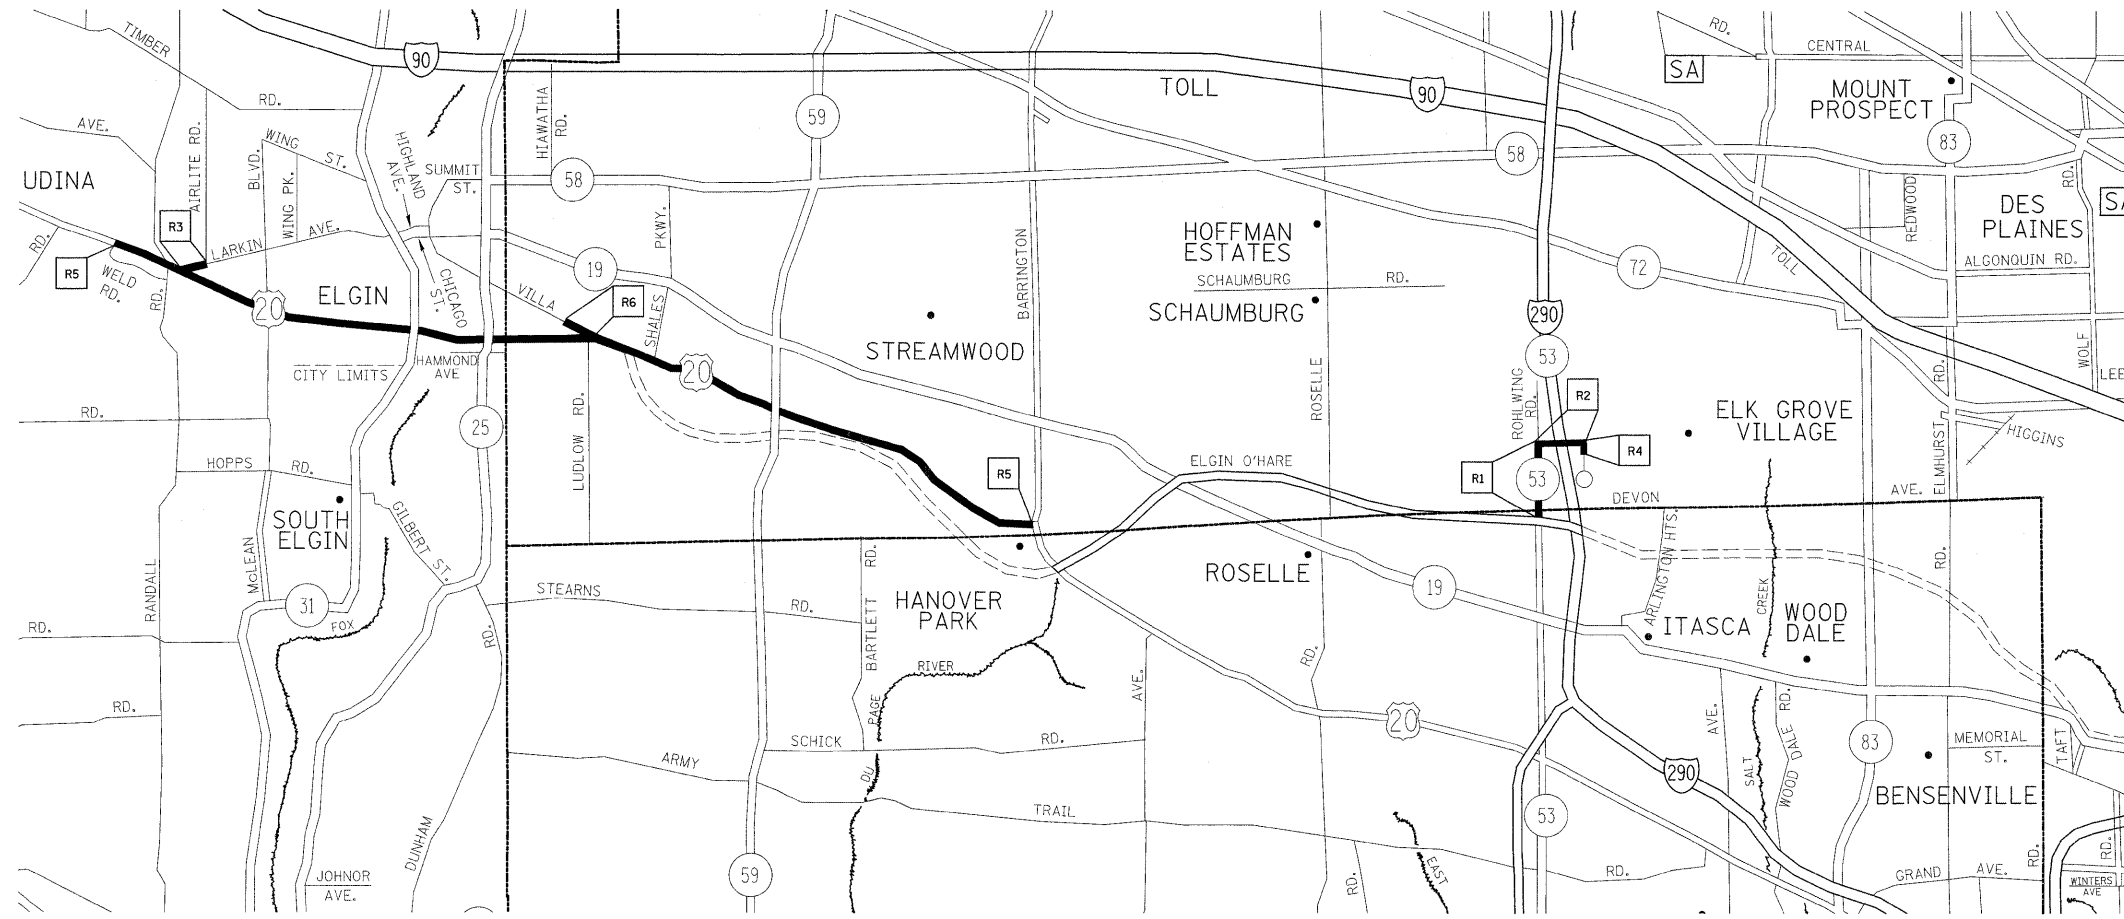 TIMBER
RD.
AVE.
UDINA
AIRLITE RD.
BLVD.
WING
ST.
WING PK.
HIGHLAND
AVE.
SUMMIT
ST.
HIAWATHA
RD.
90
59
TOLL
90
58
58
RD.
CENTRAL
SA
MOUNT
PROSPECT
83
RD.
SA
DES
PLAINES
REDWOOD
ALGONQUIN RD.
TOLL
72
R3
LARKIN
AVE.
RD.
R5
WELD
RD.
RD.
20
ELGIN
CHICAGO
ST.
VILLA
R6
19
PKWY.
SHALES
BARRINGTON
HOFFMAN
ESTATES
SCHAUMBURG
RD.
SCHAUMBURG
290
53
STREAMWOOD
20
CITY LIMITS
HAMMOND
AVE
25
LUDLOW
RD.
ROSELLE
ROHLWING
RD.
R2
R4
R1
53
ELK GROVE
VILLAGE
RD.
ELMHURST
WOLF
LEE
HIGGINS
RD.
HOPPS
RD.
SOUTH
ELGIN
GILBERT ST.
R5
ELGIN O'HARE
DEVON
AVE.
RANDALL
McLEAN
31
FOX
RD.
RD.
RD.
STEARNS
RD.
BARTLETT
RD.
HANOVER
PARK
ROSELLE
19
ARLINGTON HTS.
ITASCA
CREEK
WOOD
DALE
RD.
RIVER
PAGE
DU
AVE.
RD.
20
SCHICK
RD.
ARMY
TRAIL
290
AVE.
SALT
WOOD DALE
RD.
83
MEMORIAL
ST.
TAFT
BENSENVILLE
53
DUNHAM
JOHNOR
AVE.
59
RD.
EAST
RD.
GRAND
AVE.
RD.
RD.
WINTERS
AVE